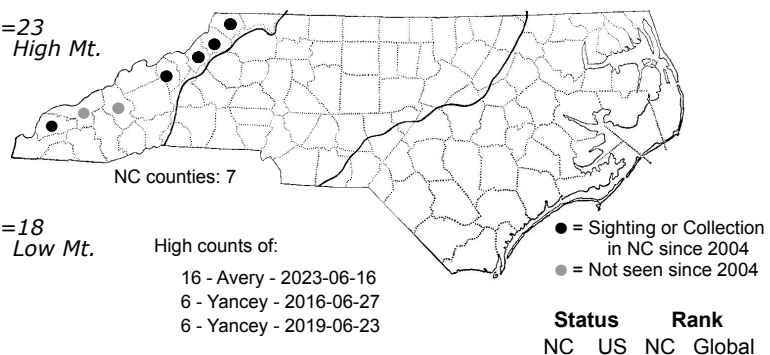 =23
High Mt.
NC counties: 7
=18
Low Mt.
High counts of:
16 - Avery - 2023-06-16
6 - Yancey - 2016-06-27
6 - Yancey - 2019-06-23
● = Sighting or Collection
in NC since 2004
● = Not seen since 2004
Status Rank
NC US NC Global